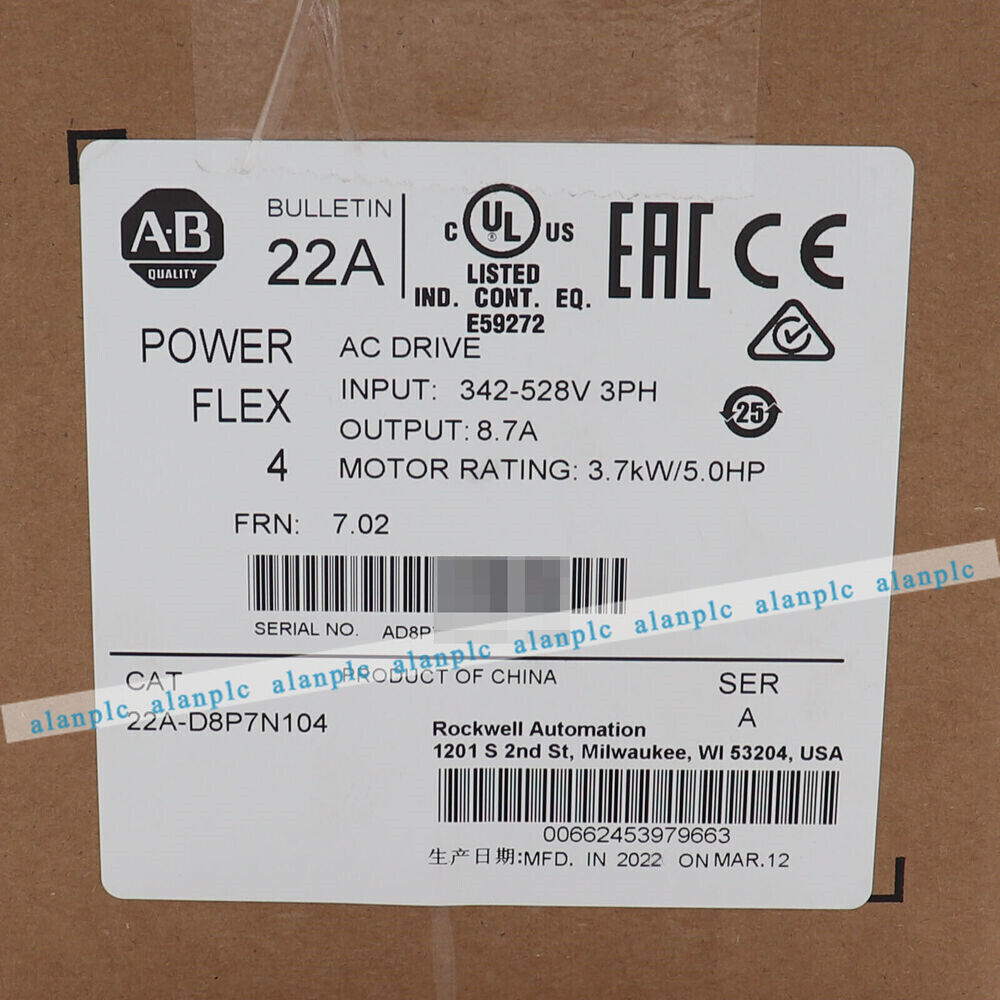 A·B
QUALITY
BULLETIN
22A
C UL US
®
LISTED
IND. CONT. EQ.
E59272
EAC CE
POWER
FLEX
4
AC DRIVE
INPUT: 342-528V 3PH
OUTPUT: 8.7A
MOTOR RATING: 3.7kW/5.0HP
25
FRN: 7.02
SERIAL NO. AD8P
alanplc alanplc alanplc alanplc alanplc alanplc alanplc alanplc
CAT
PRODUCT OF CHINA
SER
22A-D8P7N104
A
Rockwell Automation
1201 S 2nd St, Milwaukee, WI 53204, USA
00662453979663
生产日期:MFD. IN 2022 ON MAR.12